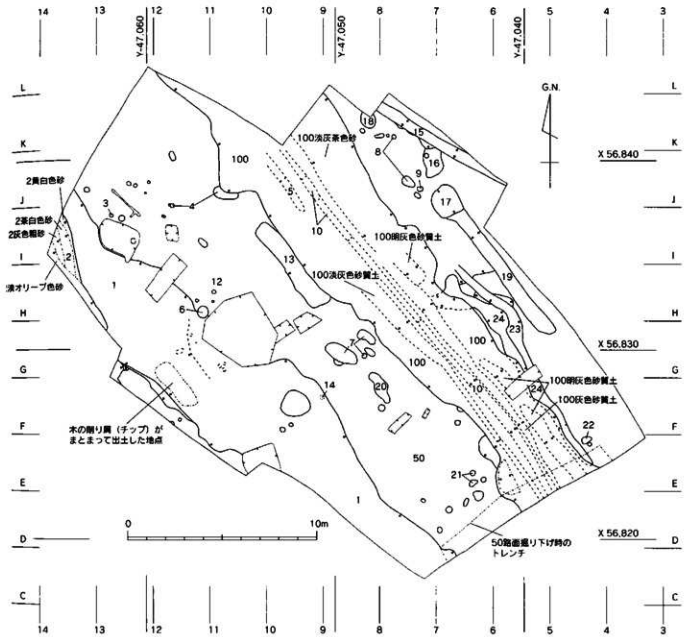 14 13 12 11 10 9 8 7 6 5 4 3
Y-47.060
Y-47.050
Y-47.040
G.N.
L L
K K
J J
I I
H H
G G
F F
E E
D D
C C
X 56.840
X 56.830
X 56.820
2黄白色砂
2茶白色砂
2灰色粗砂
淡オリーブ色砂
2
3
4
1
12
6
100
5
10
13
100淡灰茶色砂
18
15
8
16
9
17
100明灰色砂質土
100淡灰色砂質土
19
24
23
100
7
100
10
100明灰色砂質土
24
100灰色砂質土
20
14
22
50
21
1
木の削り屑（チップ）が
まとまって出土した地点
0 10m
50路面掘り下げ時の
トレンチ
14 13 12 11 10 9 8 7 6 5 4 3